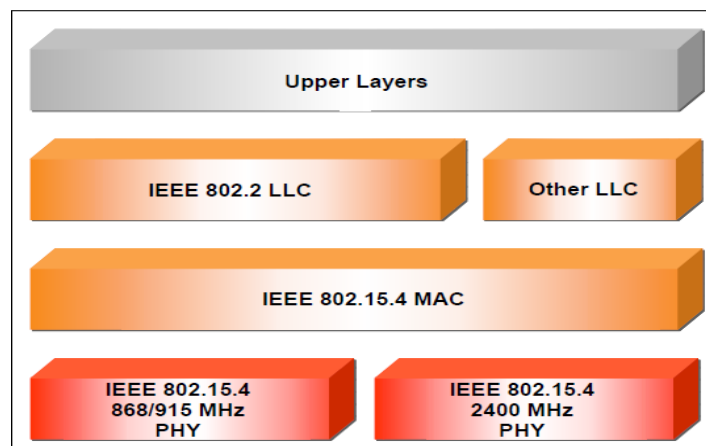 Upper Layers
IEEE 802.2 LLC
Other LLC
IEEE 802.15.4 MAC
IEEE 802.15.4
868/915 MHz
PHY
IEEE 802.15.4
2400 MHz
PHY